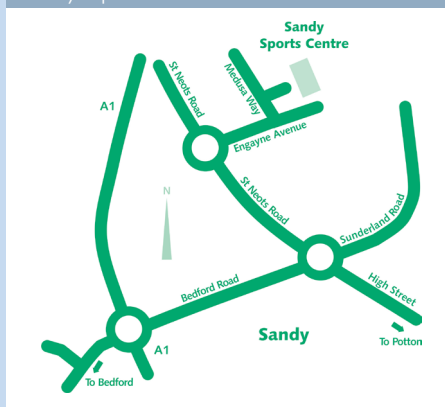 Sandy
Sports Centre
St Neots Road
Medusa Way
A1
Engayne Avenue
N
St Neots Road
Sunderland Road
Bedford Road
High Street
Sandy
To Potton
A1
To Bedford